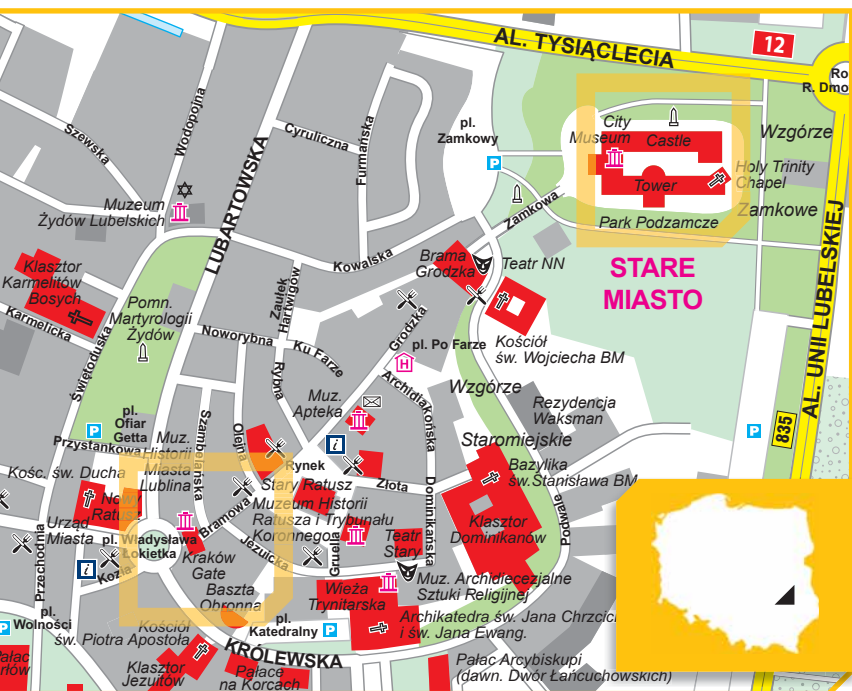 AL. TYSIĄCLECIA
12
Ro
R. Dmo
Szewska
Wodopojna
Cyruliczna
Furmańska
pl.
Zamkowy
P
City
Museum
Castle
Tower
Holy Trinity
Chapel
Wzgórze
Zamkowe
Park Podzamcze
Zamkowa
Muzeum
Żydów Lubelskich
LUBARTOWSKA
Kowalska
Brama
Grodzka
Teatr NN
STARE
MIASTO
AL. UNII LUBELSKIEJ
Klasztor
Karmelitów
Bosych
Karmelicka
Świętoduska
Pomn.
Martyrologii
Żydów
Zaułek
Hartwigów
Noworybna
Ku Farze
Rybna
Grodzka
H
pl. Po Farze
Kościół
św. Wojciecha BM
Archidiakońska
Wzgórze
Staromiejskie
Rezydencja
Waksman
835
P
Muz.
Apteka
i
P
pl.
Ofiar
Getta
Przystankowa
Muz.
Historii
Miasta
Lublina
Szambelańska
Olejna
Rynek
Stary Ratusz
Złota
Dominikańska
Bazylika
św.Stanisława BM
Klasztor
Dominikanów
Podwale
Kośc. św. Ducha
Nowy
Ratusz
Urząd
Miasta
pl. Władysława
Łokietka
Bramowa
Muzeum Historii
Ratusza i Trybunału
Koronnego
Gruella
Teatr
Stary
Jezuicka
Przechodnia
i
Kozia
Kraków
Gate
Baszta
Obronna
Wieża
Trynitarska
Muz. Archidiecezjalne
Sztuki Religijnej
P
pl.
Wolności
Kościół
św. Piotra Apostoła
pl.
Katedralny
P
Archikatedra św. Jana Chrzcici
i św. Jana Ewang.
KRÓLEWSKA
Klasztor
Jezuitów
Pałace
na Korcach
Pałac Arcybiskupi
(dawn. Dwór Łańcuchowskich)